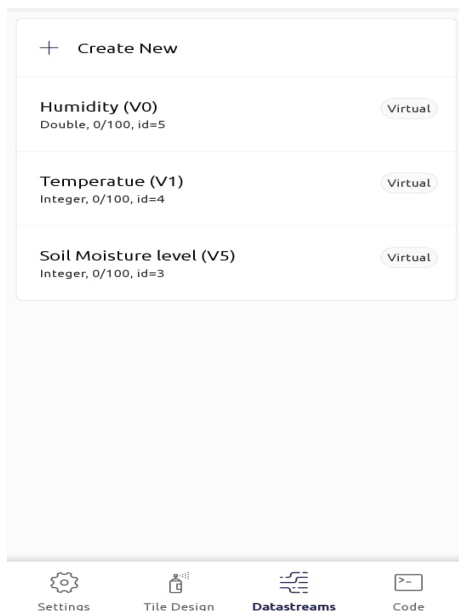 Create New
Humidity (V0)
Virtual
Double, 0/100, id=5
Temperatue (V1)
Virtual
Integer, 0/100, id=4
Soil Moisture level (V5)
Virtual
Integer, 0/100, id=3
Settings
Tile Design
Datastreams
Code